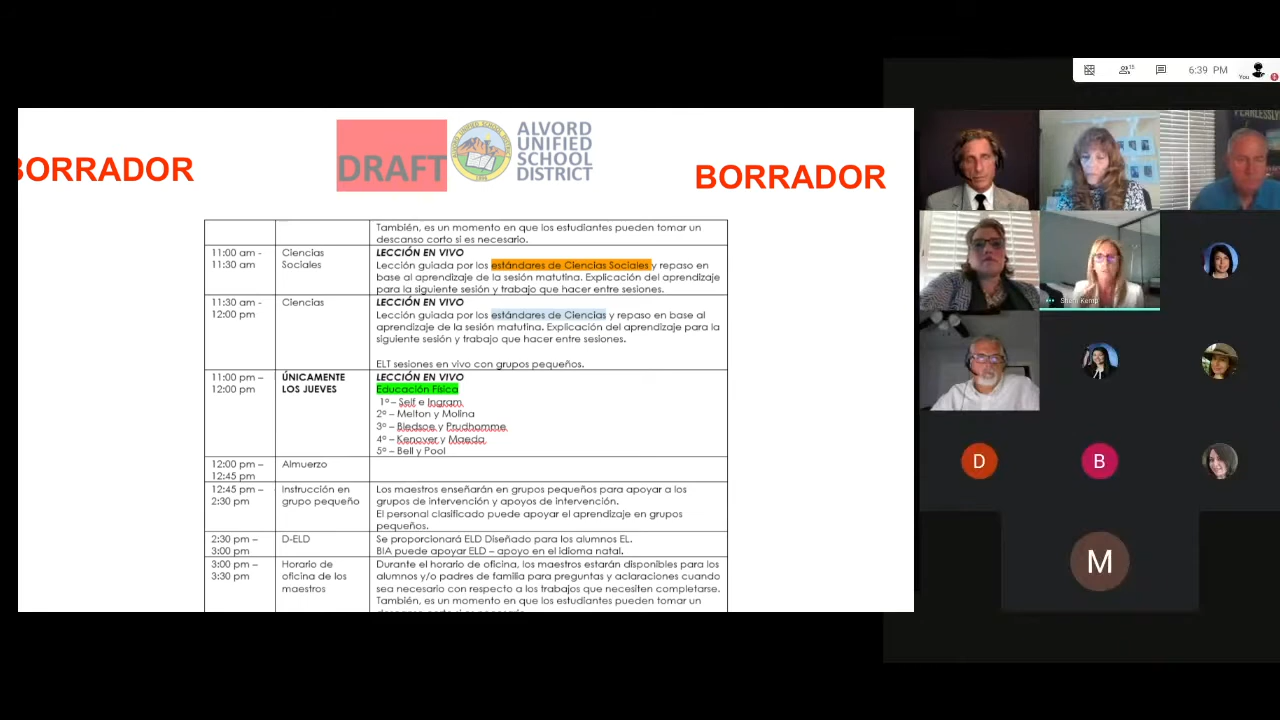 15
6:39 PM
You
FEARLESSLY
BORRADOR
DRAFT
ALVORD
UNIFIED
SCHOOL
DISTRICT
BORRADOR
También, es un momento en que los estudiantes pueden tomar un
descanso corto si es necesario.
11:00 am -
11:30 am
Ciencias
Sociales
LECCIÓN EN VIVO
Lección guiada por los estándares de Ciencias Sociales y repaso en
base al aprendizaje de la sesión matutina. Explicación del aprendizaje
para la siguiente sesión y trabajo que hacer entre sesiones.
11:30 am -
12:00 pm
Ciencias
LECCIÓN EN VIVO
Lección guiada por los estándares de Ciencias y repaso en base al
aprendizaje de la sesión matutina. Explicación del aprendizaje para la
siguiente sesión y trabajo que hacer entre sesiones.
ELT sesiones en vivo con grupos pequeños.
11:00 pm –
12:00 pm
ÚNICAMENTE
LOS JUEVES
LECCIÓN EN VIVO
Educación Física
1º – Self e Ingram
2º – Melton y Molina
3º – Bledsoe y Prudhomme
4º – Kenover y Maeda
5º – Bell y Pool
12:00 pm –
12:45 pm
Almuerzo
12:45 pm –
2:30 pm
Instrucción en
grupo pequeño
Los maestros enseñarán en grupos pequeños para apoyar a los
grupos de intervención y apoyos de intervención.
El personal clasificado puede apoyar el aprendizaje en grupos
pequeños.
2:30 pm –
3:00 pm
D-ELD
Se proporcionará ELD Diseñado para los alumnos EL.
BIA puede apoyar ELD – apoyo en el idioma natal.
3:00 pm –
3:30 pm
Horario de
oficina de los
maestros
Durante el horario de oficina, los maestros estarán disponibles para los
alumnos y/o padres de familia para preguntas y aclaraciones cuando
sea necesario con respecto a los trabajos que necesiten completarse.
También, es un momento en que los estudiantes pueden tomar un
descanso corto si es necesario.
Shani Kemp
D
B
M